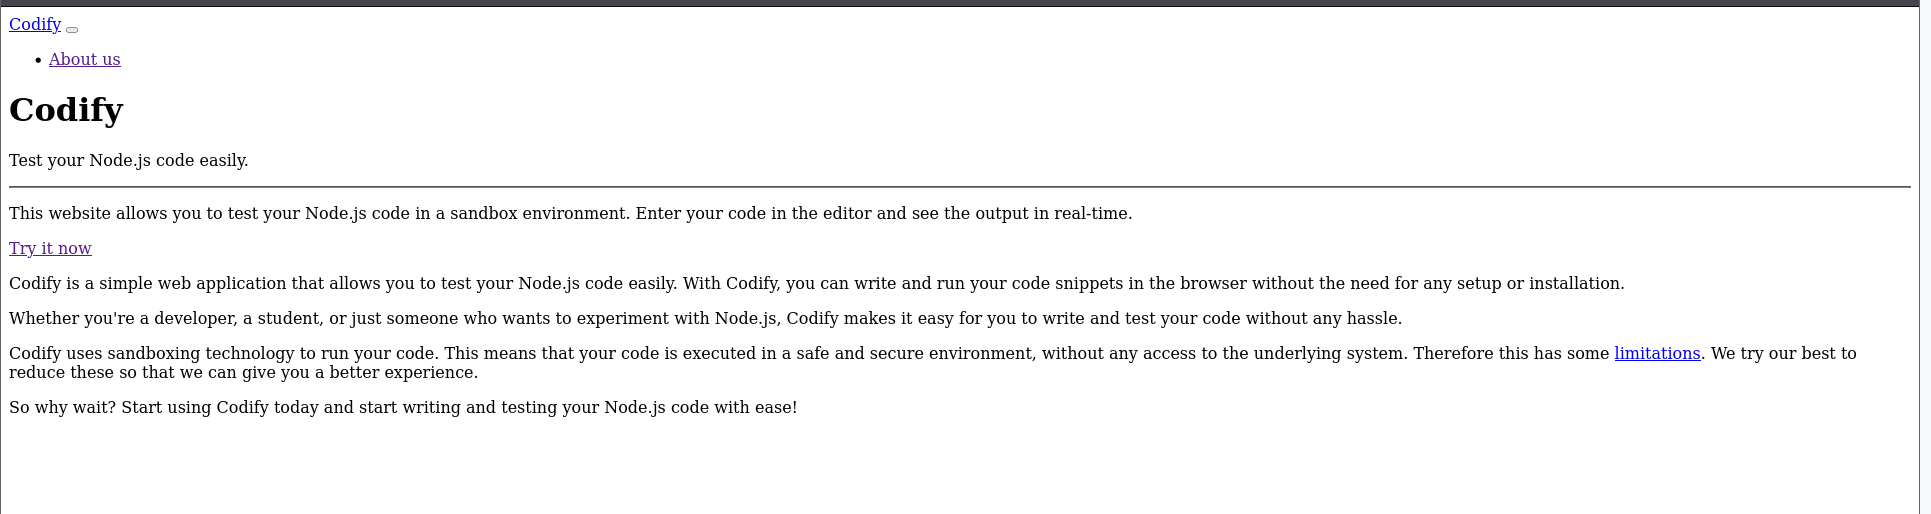 Codify
About us
Codify
Test your Node.js code easily.
This website allows you to test your Node.js code in a sandbox environment. Enter your code in the editor and see the output in real-time.
Try it now
Codify is a simple web application that allows you to test your Node.js code easily. With Codify, you can write and run your code snippets in the browser without the need for any setup or installation.
Whether you're a developer, a student, or just someone who wants to experiment with Node.js, Codify makes it easy for you to write and test your code without any hassle.
Codify uses sandboxing technology to run your code. This means that your code is executed in a safe and secure environment, without any access to the underlying system. Therefore this has some limitations. We try our best to
reduce these so that we can give you a better experience.
So why wait? Start using Codify today and start writing and testing your Node.js code with ease!